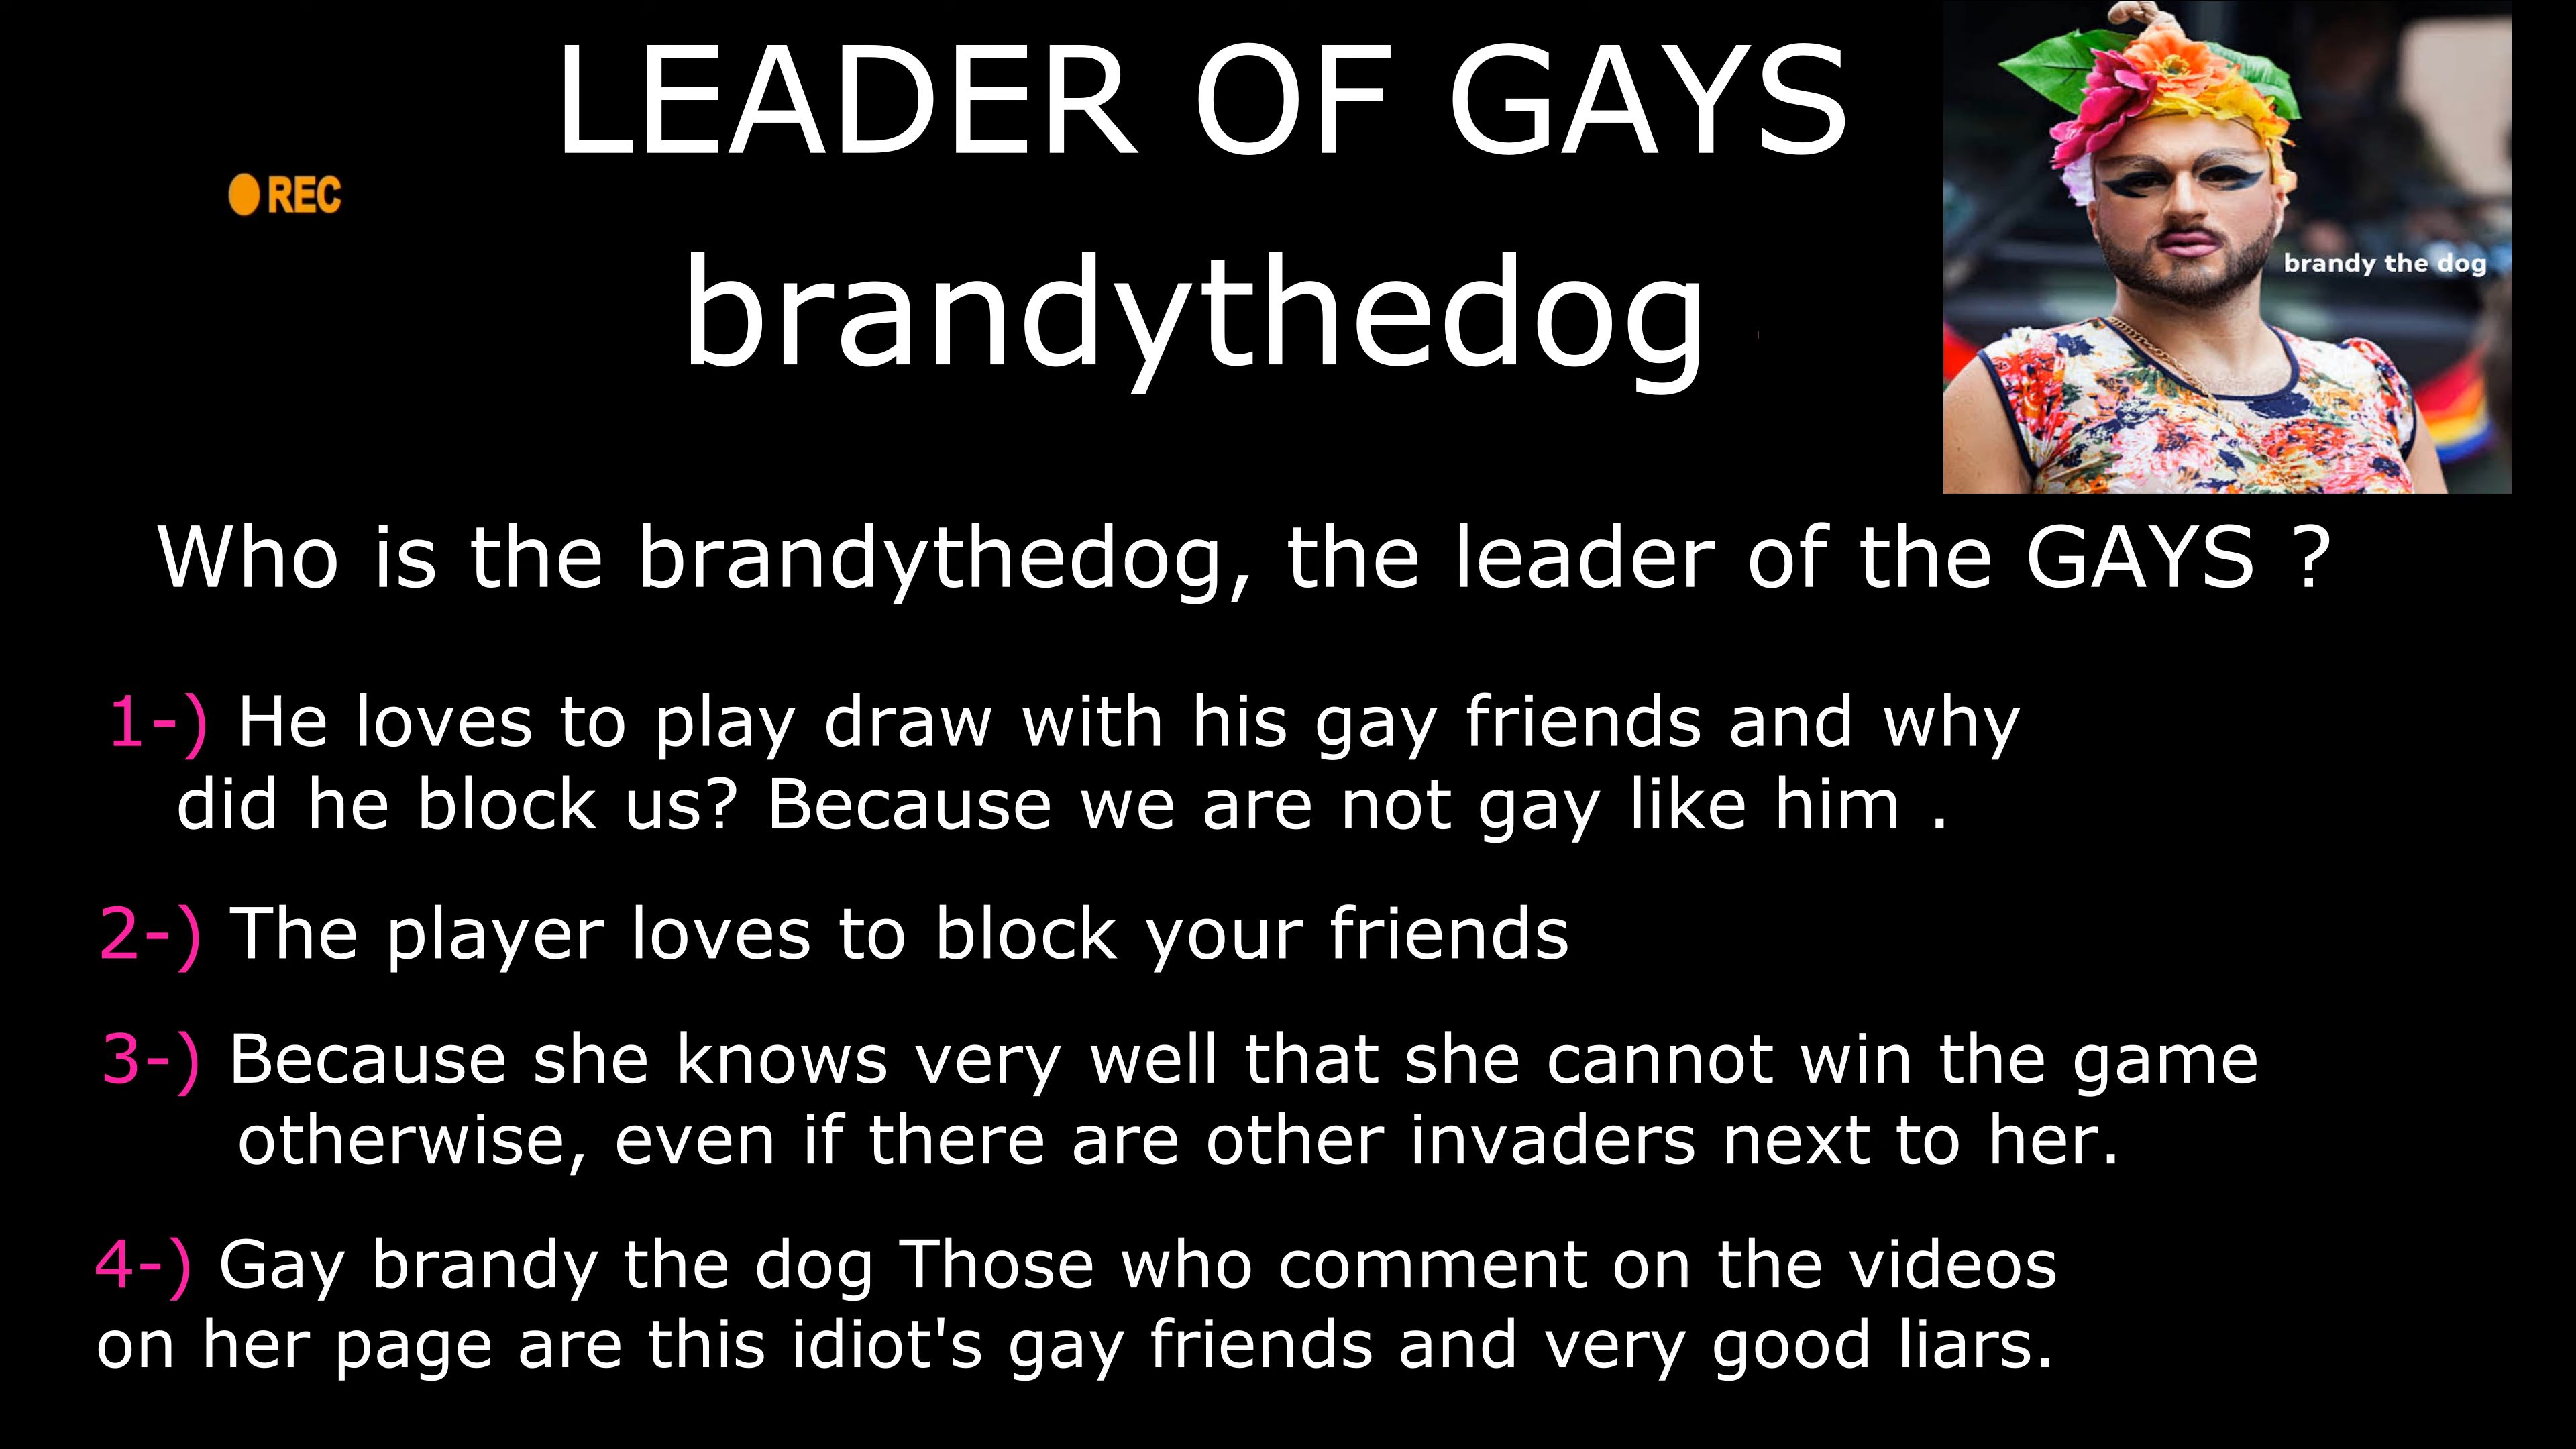 LEADER OF GAYS
REC
brandythedog
brandy the dog
Who is the brandythedog, the leader of the GAYS ?
1-) He loves to play draw with his gay friends and why
did he block us? Because we are not gay like him .
2-) The player loves to block your friends
3-) Because she knows very well that she cannot win the game
otherwise, even if there are other invaders next to her.
4-) Gay brandy the dog Those who comment on the videos
on her page are this idiot's gay friends and very good liars.